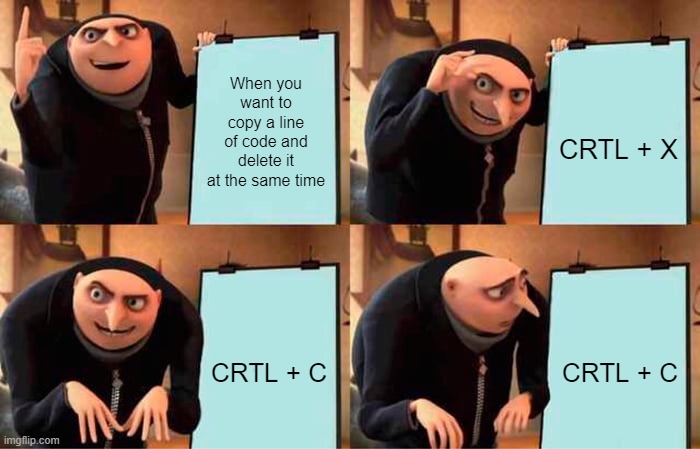 When you
want to
copy a line
of code and
delete it
at the same time
CRTL + X
CRTL + C
CRTL + C
imgflip.com